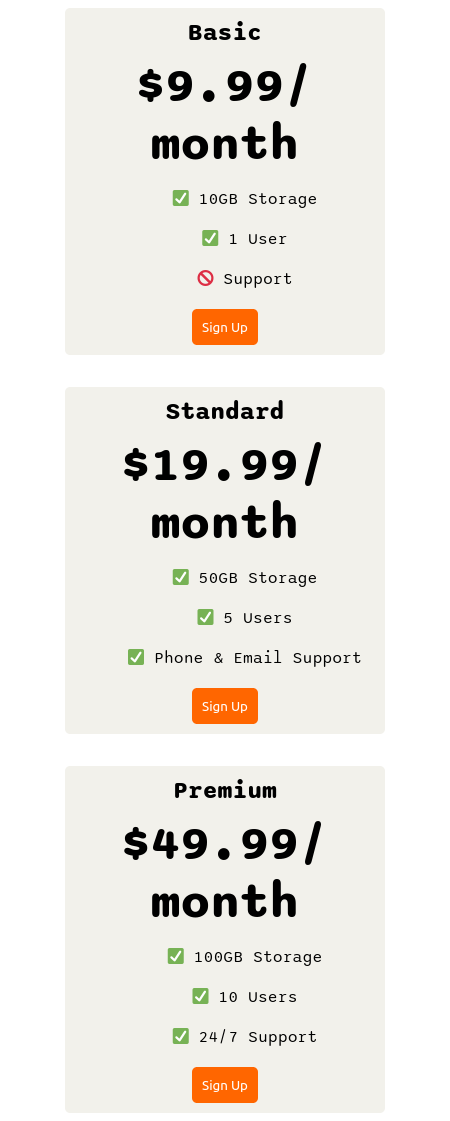 Basic
$9.99/
month
✅ 10GB Storage
✅ 1 User
🚫 Support
Sign Up
Standard
$19.99/
month
✅ 50GB Storage
✅ 5 Users
✅ Phone & Email Support
Sign Up
Premium
$49.99/
month
✅ 100GB Storage
✅ 10 Users
✅ 24/7 Support
Sign Up